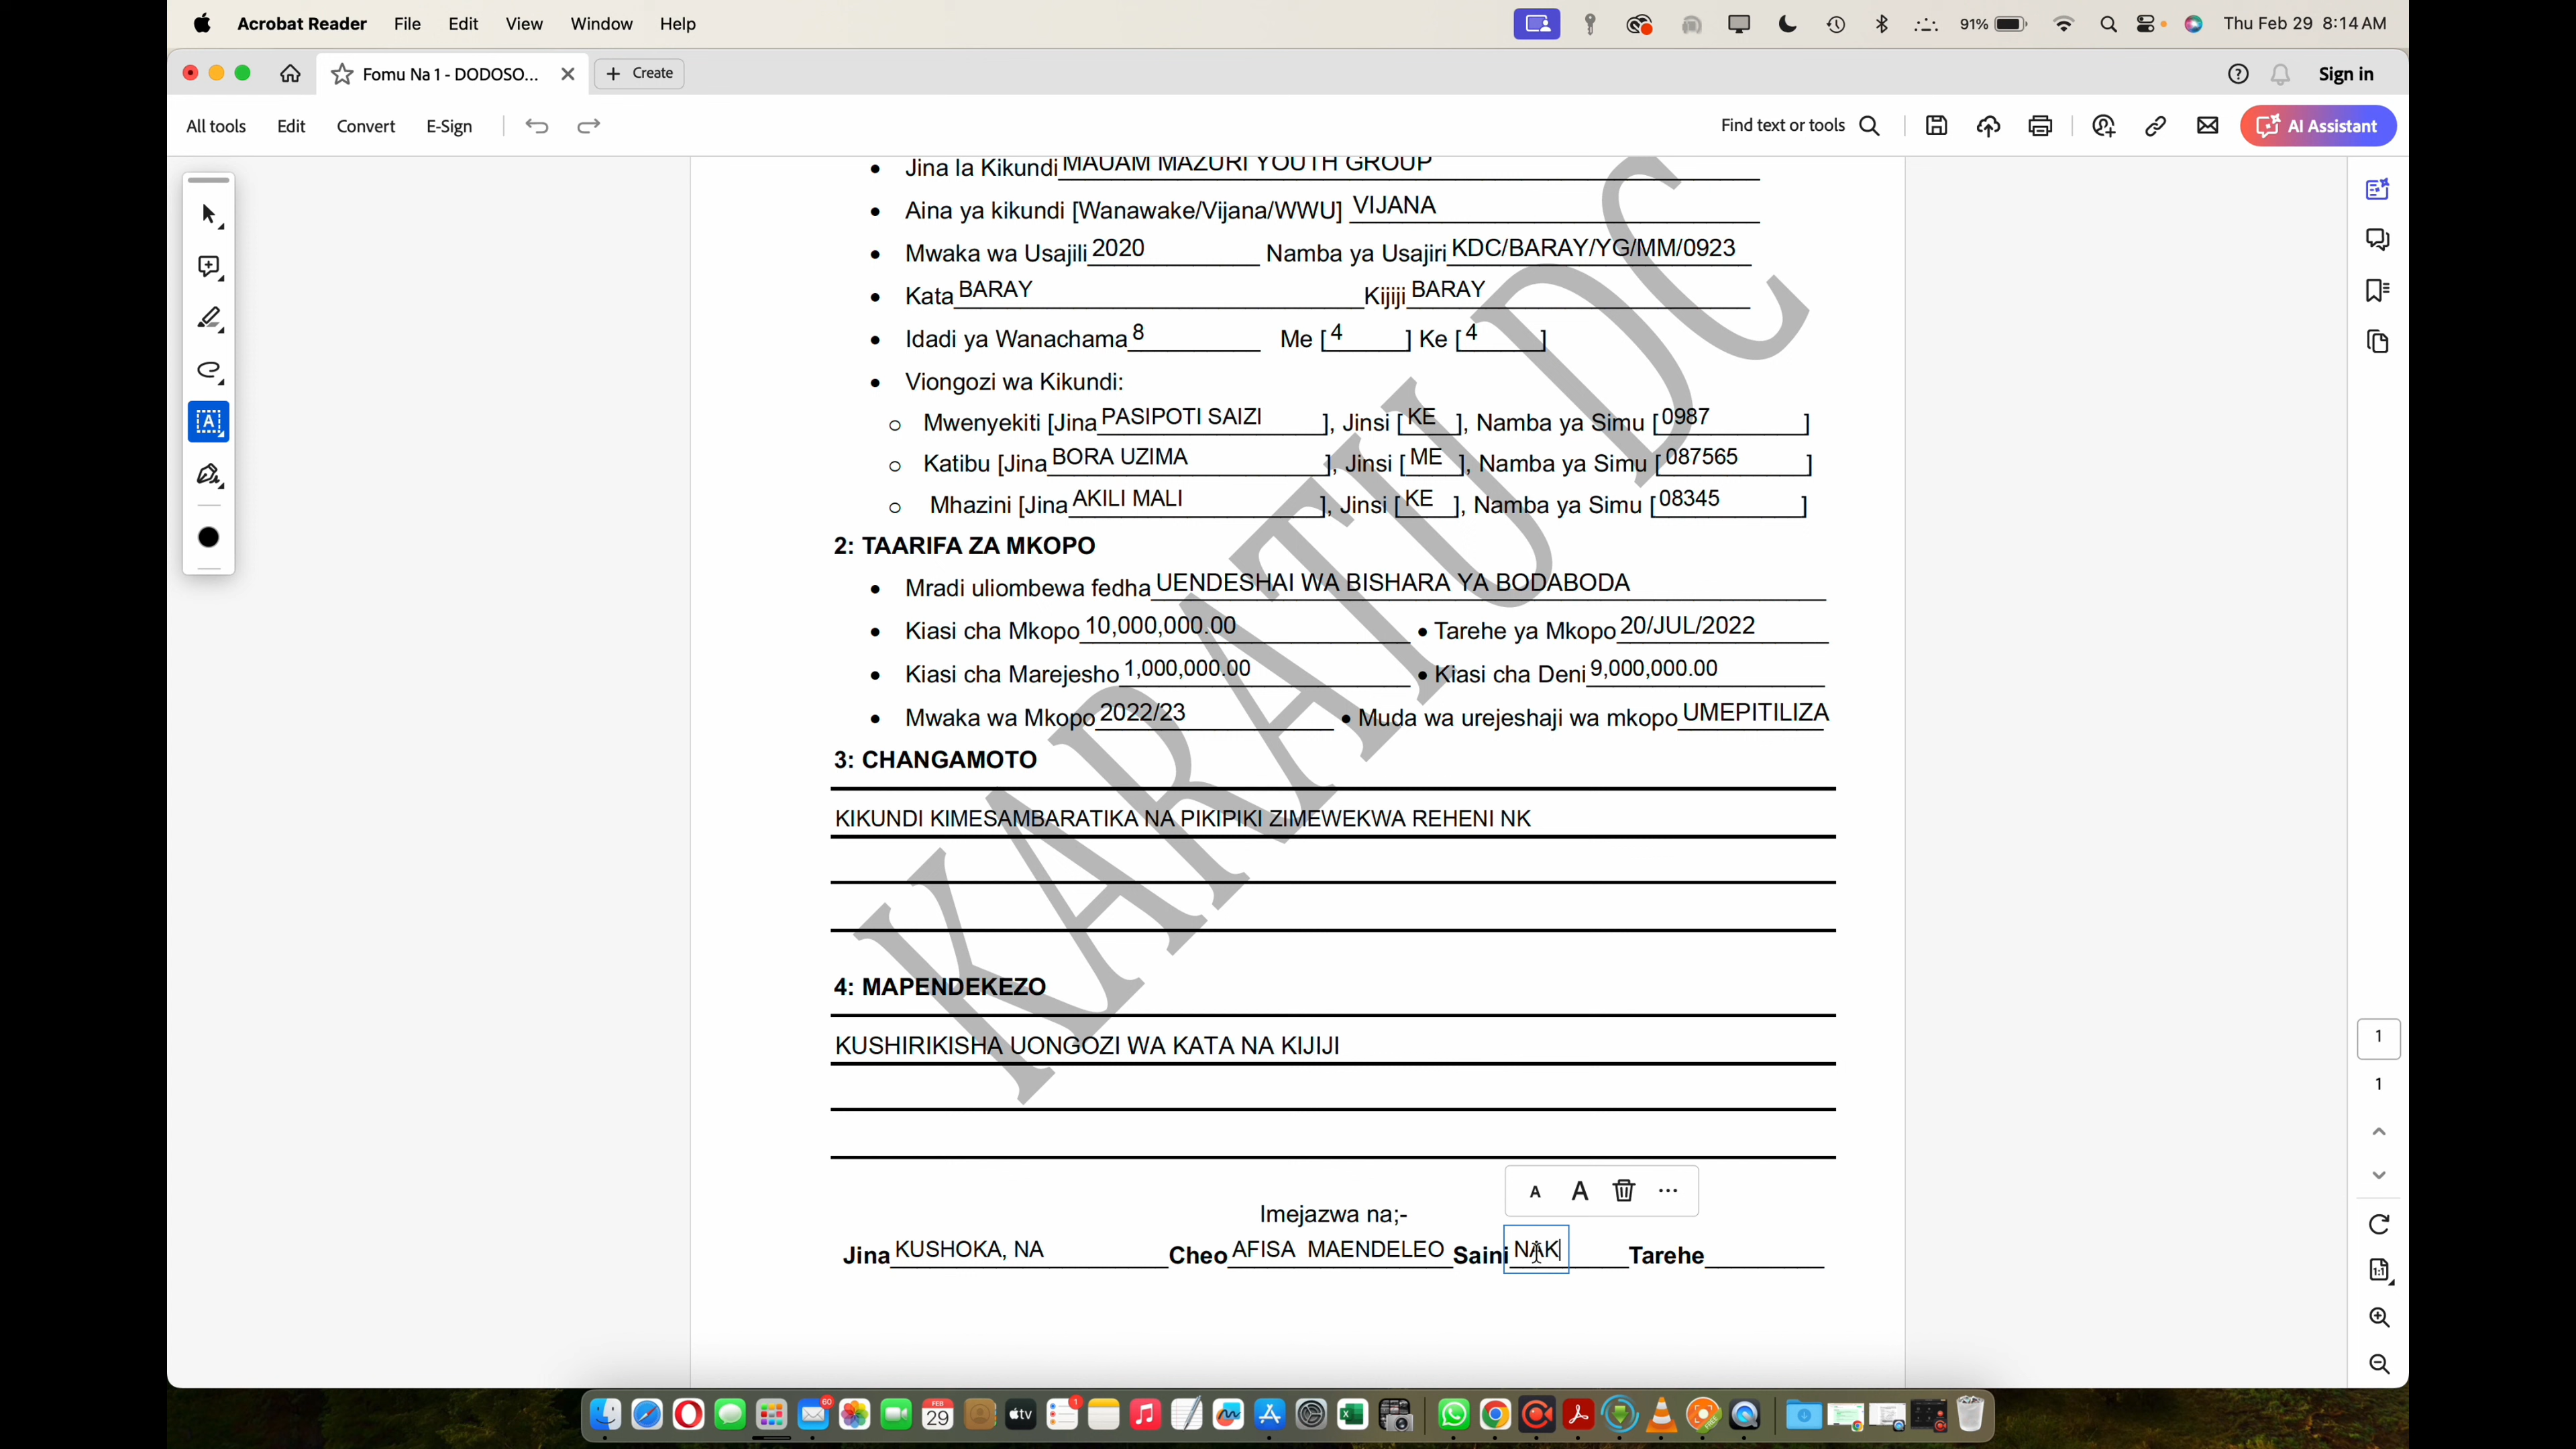 Acrobat Reader File Edit View Window Help 91% Thu Feb 29 8:14 AM
Fomu Na 1 - DODOSO... + Create Sign in
All tools Edit Convert E-Sign Find text or tools AI Assistant
• Jina la Kikundi MAUAM MAZURI YOUTH GROUP
• Aina ya kikundi [Wanawake/Vijana/WWU] VIJANA
• Mwaka wa Usajili 2020 Namba ya Usajiri KDC/BARAY/YG/MM/0923
• Kata BARAY Kijiji BARAY
• Idadi ya Wanachama 8 Me [4] Ke [4]
• Viongozi wa Kikundi:
o Mwenyekiti [Jina PASIPOTI SAIZI], Jinsi [KE], Namba ya Simu [0987]
o Katibu [Jina BORA UZIMA], Jinsi [ME], Namba ya Simu [087565]
o Mhazini [Jina AKILI MALI], Jinsi [KE], Namba ya Simu [08345]
2: TAARIFA ZA MKOPO
• Mradi uliombewa fedha UENDESHAI WA BISHARA YA BODABODA
• Kiasi cha Mkopo 10,000,000.00 • Tarehe ya Mkopo 20/JUL/2022
• Kiasi cha Marejesho 1,000,000.00 • Kiasi cha Deni 9,000,000.00
• Mwaka wa Mkopo 2022/23 • Muda wa urejeshaji wa mkopo UMEPITILIZA
3: CHANGAMOTO
KIKUNDI KIMESAMBARATIKA NA PIKIPIKI ZIMEWEKWA REHENI NK
4: MAPENDEKEZO
KUSHIRIKISHA UONGOZI WA KATA NA KIJIJI
A A ...
Imejazwa na;-
Jina KUSHOKA, NA Cheo AFISA MAENDELEO Saini NAK Tarehe
KARATU DC
1
1
1:1
60 FEB 29 tv 1